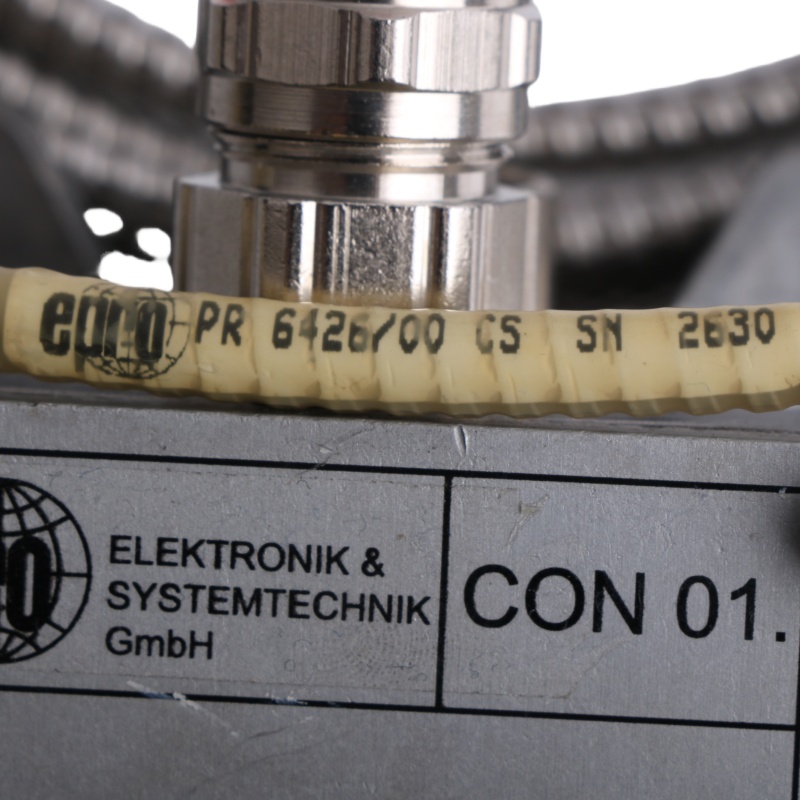 epro PR 6426/00 CS SN 2630
ELEKTRONIK &
SYSTEMTECHNIK
GmbH
CON 01.